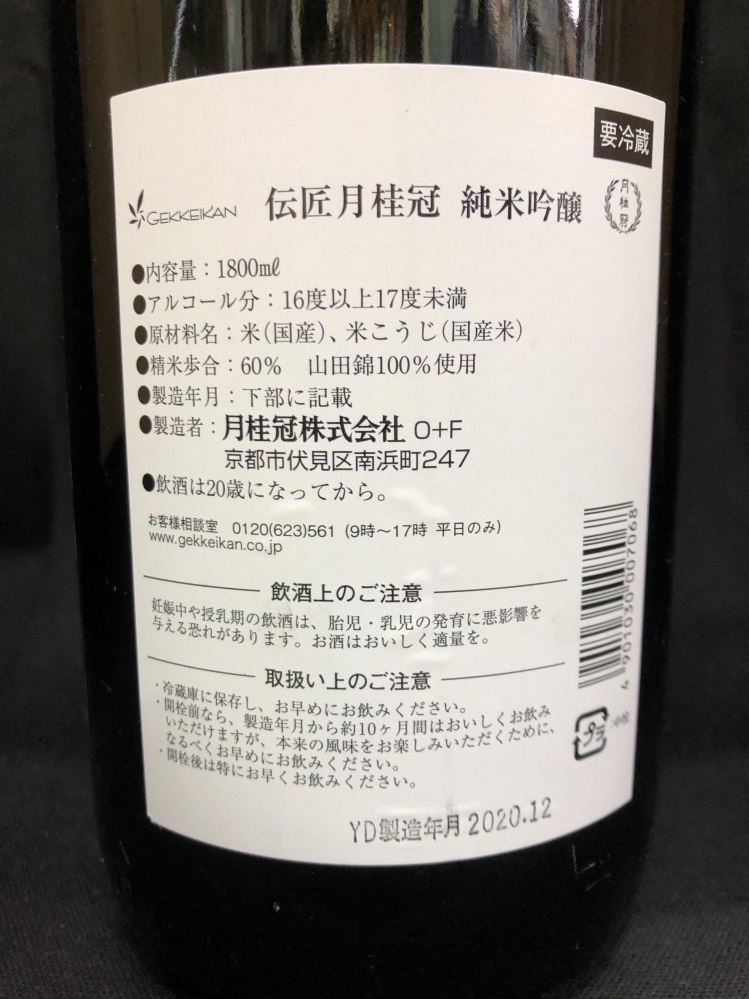 要冷蔵
GEKKEIKAN 伝匠月桂冠 純米吟醸 月桂冠
●内容量：1800㎖
●アルコール分：16度以上17度未満
●原材料名：米（国産）、米こうじ（国産米）
●精米歩合：60％ 山田錦100％使用
●製造年月：下部に記載
●製造者：月桂冠株式会社 O+F
京都市伏見区南浜町247
●飲酒は20歳になってから。
お客様相談室 0120(623)561 (9時～17時 平日のみ)
www.gekkeikan.co.jp
飲酒上のご注意
妊娠中や授乳期の飲酒は、胎児・乳児の発育に悪影響を
与える恐れがあります。お酒はおいしく適量を。
取扱い上のご注意
・冷蔵庫に保存し、お早めにお飲みください。
・開栓前なら、製造年月から約10ヶ月間はおいしくお飲み
いただけますが、本来の風味をお楽しみいただくために、
なるべくお早めにお飲みください。
・開栓後は特にお早くお飲みください。
4901030007068
プラ
YD製造年月 2020.12